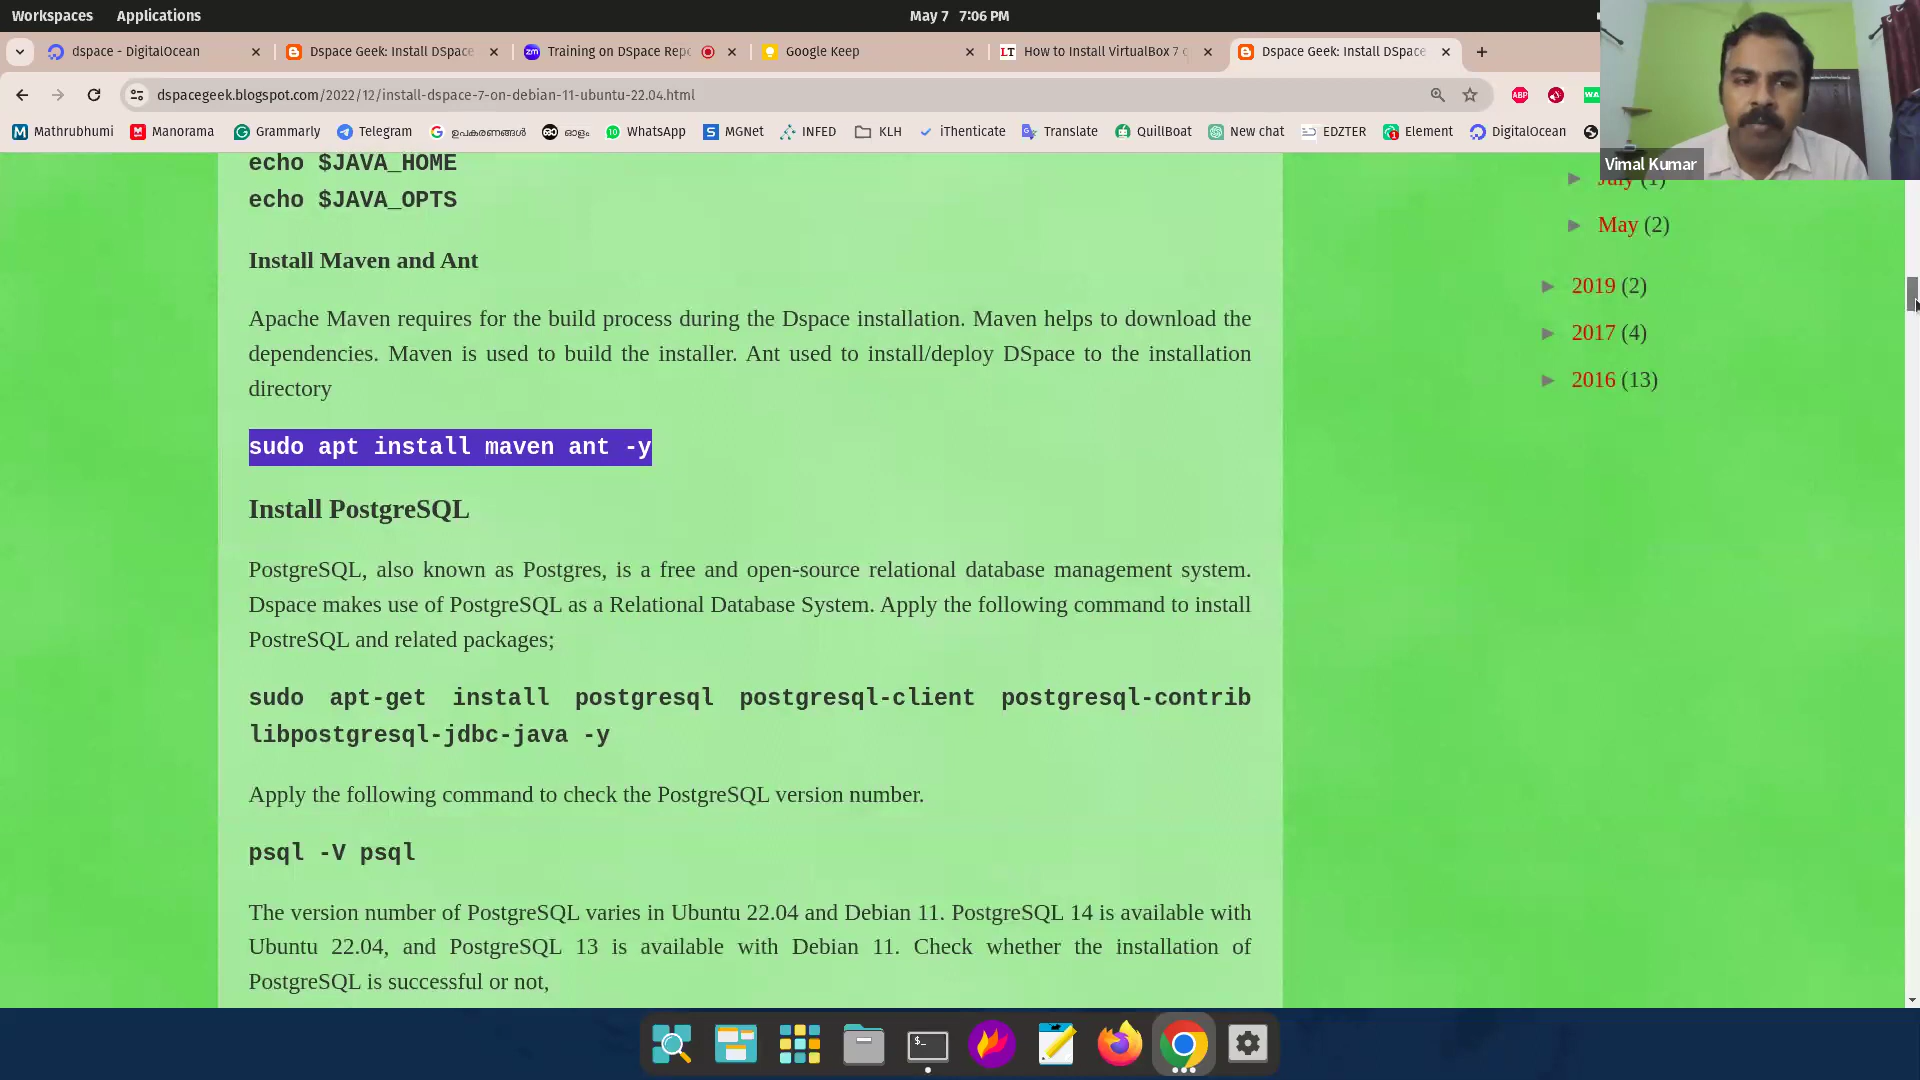 Workspaces Applications May 7 7:06 PM
dspace - DigitalOcean Dspace Geek: Install DSpace Training on DSpace Repo Google Keep How to Install VirtualBox 7 Dspace Geek: Install DSpace
dspacegeek.blogspot.com/2022/12/install-dspace-7-on-debian-11-ubuntu-22.04.html
Mathrubhumi Manorama Grammarly Telegram ഉപകരണങ്ങൾ ഓളം WhatsApp MGNet INFED KLH iThenticate Translate QuillBoat New chat EDZTER Element DigitalOcean
Vimal Kumar
echo $JAVA_HOME
echo $JAVA_OPTS
Install Maven and Ant
Apache Maven requires for the build process during the Dspace installation. Maven helps to download the
dependencies. Maven is used to build the installer. Ant used to install/deploy DSpace to the installation
directory
sudo apt install maven ant -y
Install PostgreSQL
PostgreSQL, also known as Postgres, is a free and open-source relational database management system.
Dspace makes use of PostgreSQL as a Relational Database System. Apply the following command to install
PostreSQL and related packages;
sudo apt-get install postgresql postgresql-client postgresql-contrib
libpostgresql-jdbc-java -y
Apply the following command to check the PostgreSQL version number.
psql -V psql
The version number of PostgreSQL varies in Ubuntu 22.04 and Debian 11. PostgreSQL 14 is available with
Ubuntu 22.04, and PostgreSQL 13 is available with Debian 11. Check whether the installation of
PostgreSQL is successful or not,
July (1)
May (2)
2019 (2)
2017 (4)
2016 (13)